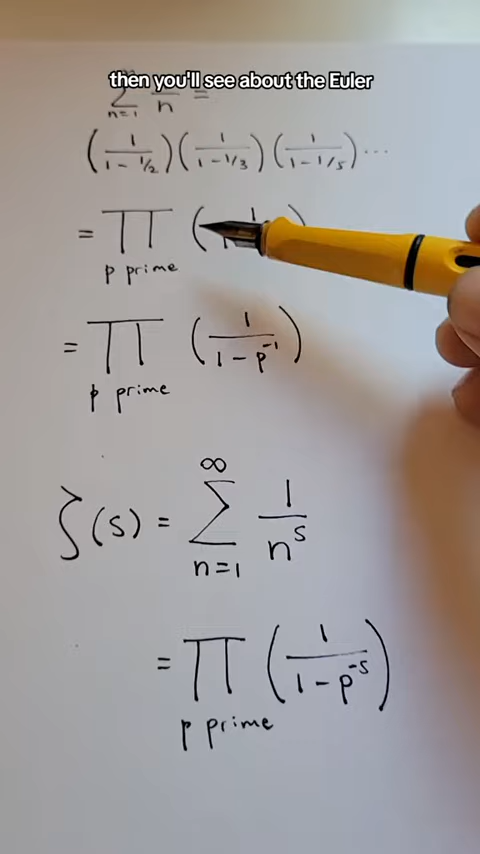 then you'll see about the Euler
∑ n=1 1/n =
(1/(1 - 1/2)) (1/(1 - 1/3)) (1/(1 - 1/5)) ...
= ∏ p prime (
= ∏ p prime (1/(1 - p^-1))
ζ(s) = ∑ n=1 ∞ 1/n^s
= ∏ p prime (1/(1 - p^-s))